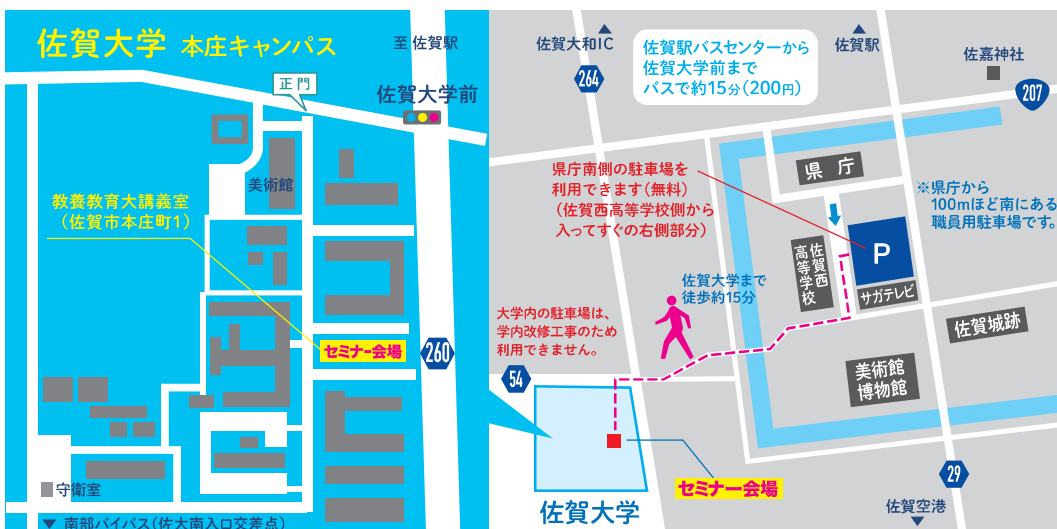 佐賀大学 本庄キャンパス
至 佐賀駅
正門
佐賀大学前
美術館
教養教育大講義室
（佐賀市本庄町1）
セミナー会場
260
守衛室
▼ 南部バイパス（佐大南入口交差点）
佐賀大和IC
264
佐賀駅バスセンターから
佐賀大学前まで
バスで約15分（200円）
佐賀駅
佐嘉神社
207
県庁南側の駐車場を
利用できます（無料）
（佐賀西高等学校側から
入ってすぐの右側部分）
県庁
※県庁から
100mほど南にある
職員用駐車場です。
P
佐賀西
高等学校
サガテレビ
佐賀大学まで
徒歩約15分
大学内の駐車場は、
学内改修工事のため
利用できません。
佐賀城跡
美術館
博物館
54
セミナー会場
29
佐賀大学
佐賀空港